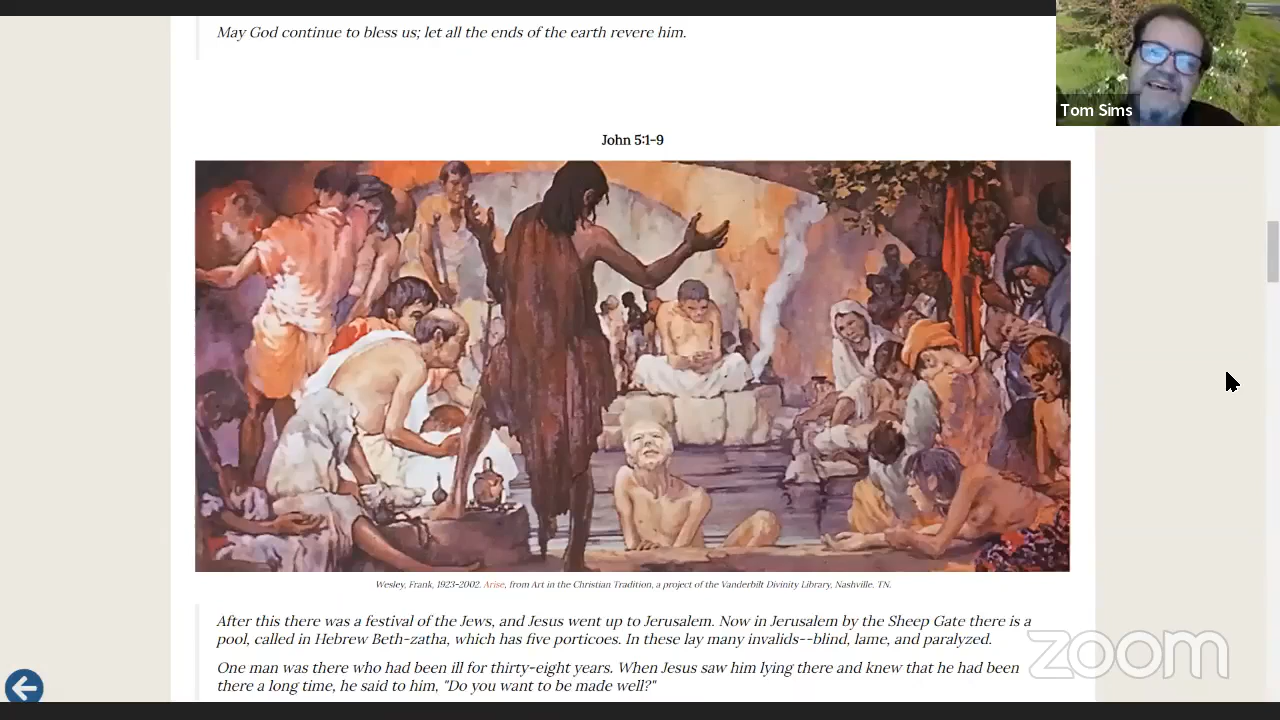 May God continue to bless us; let all the ends of the earth revere him.
Tom Sims
John 5:1-9
Wesley, Frank, 1923-2002. Arise, from Art in the Christian Tradition, a project of the Vanderbilt Divinity Library, Nashville, TN.
After this there was a festival of the Jews, and Jesus went up to Jerusalem. Now in Jerusalem by the Sheep Gate there is a
pool, called in Hebrew Beth-zatha, which has five porticoes. In these lay many invalids--blind, lame, and paralyzed.
One man was there who had been ill for thirty-eight years. When Jesus saw him lying there and knew that he had been
there a long time, he said to him, "Do you want to be made well?"
zoom